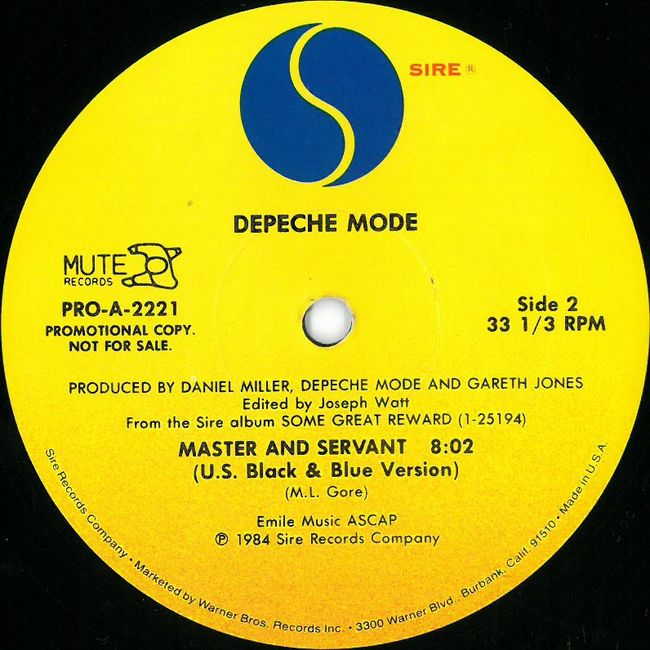 SIRE ®
DEPECHE MODE
MUTE
RECORDS
PRO-A-2221
PROMOTIONAL COPY.
NOT FOR SALE.
Side 2
33 1/3 RPM
PRODUCED BY DANIEL MILLER, DEPECHE MODE AND GARETH JONES
Edited by Joseph Watt
From the Sire album SOME GREAT REWARD (1-25194)
MASTER AND SERVANT 8:02
(U.S. Black & Blue Version)
(M.L. Gore)
Emile Music ASCAP
℗ 1984 Sire Records Company
Sire Records Company • Marketed by Warner Bros. Records Inc. • 3300 Warner Blvd., Burbank, Calif. 91510 • Made in U.S.A.